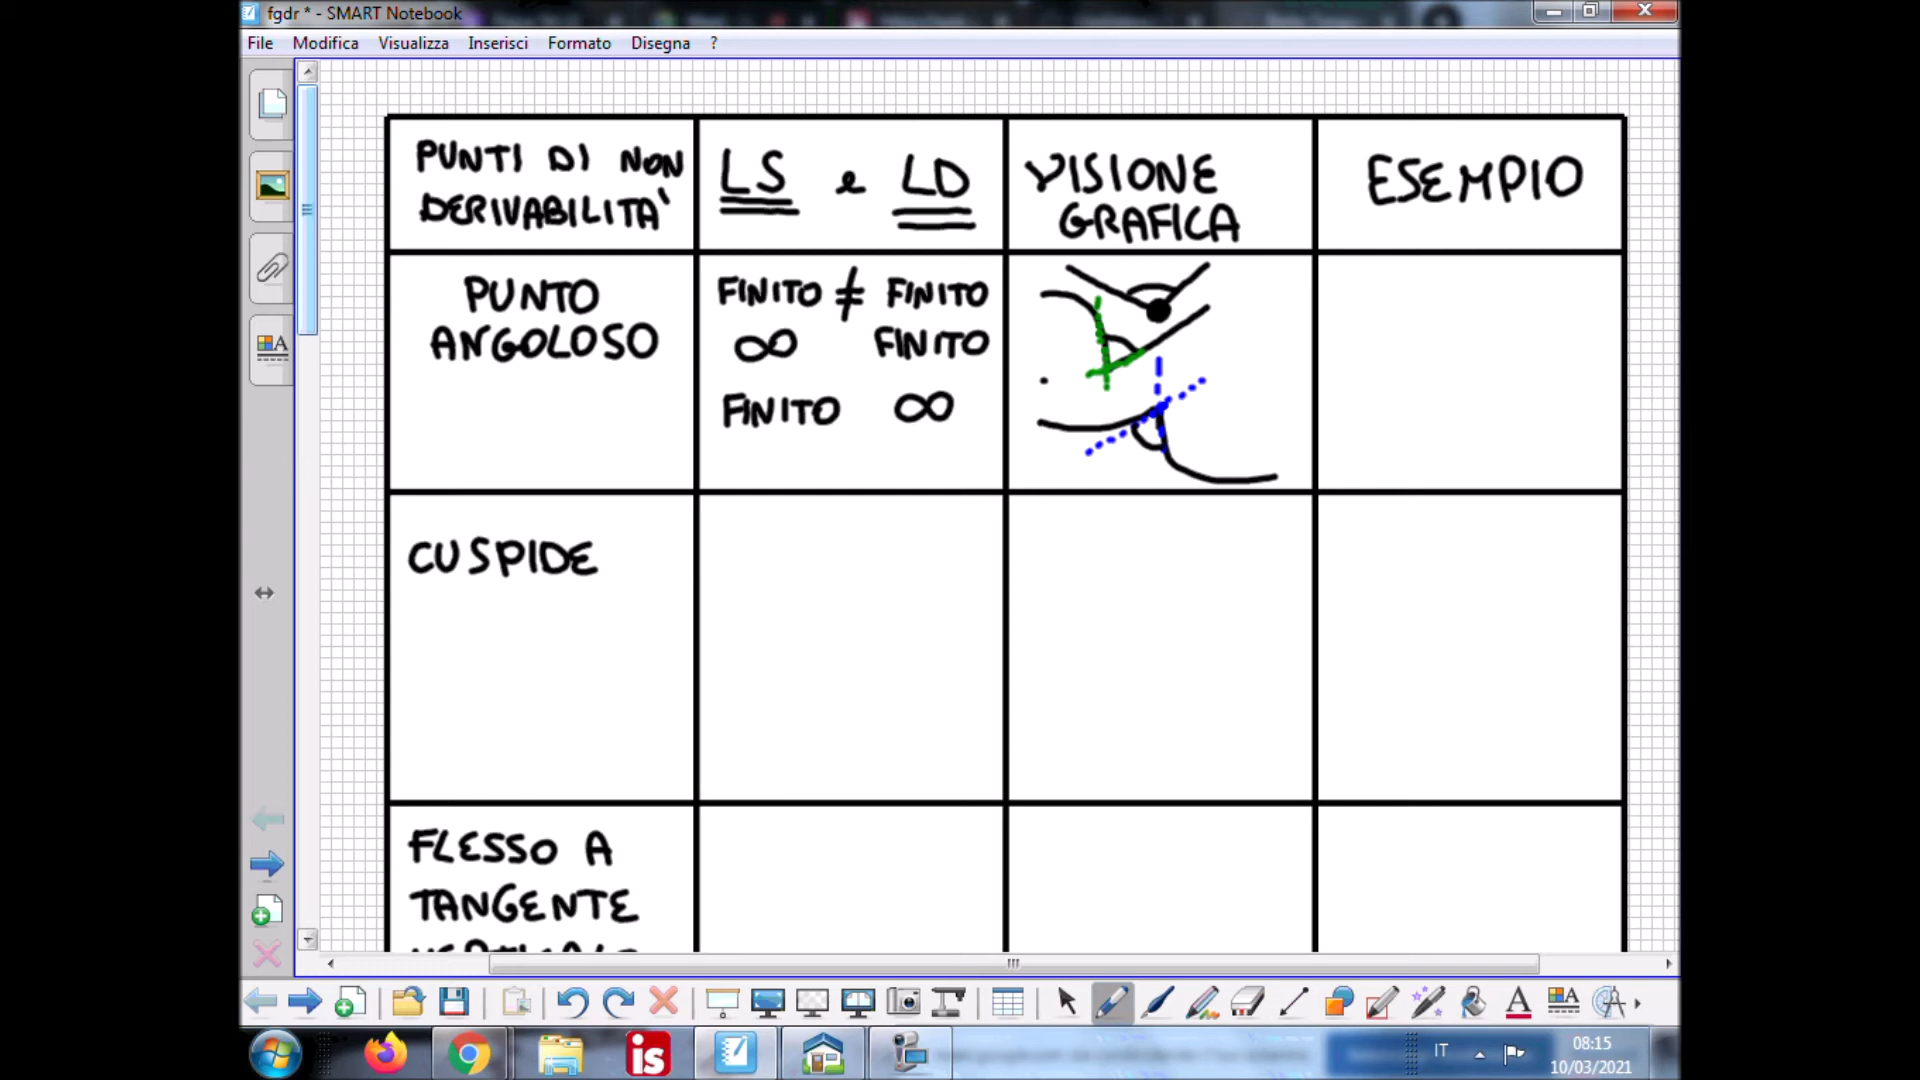 fgdr * - SMART Notebook
File Modifica Visualizza Inserisci Formato Disegna ?
PUNTI DI NON
DERIVABILITA'
LS e LD
VISIONE
GRAFICA
ESEMPIO
PUNTO
ANGOLOSO
FINITO ≠ FINITO
∞ FINITO
FINITO ∞
CUSPIDE
FLESSO A
TANGENTE
IT
08:15
10/03/2021